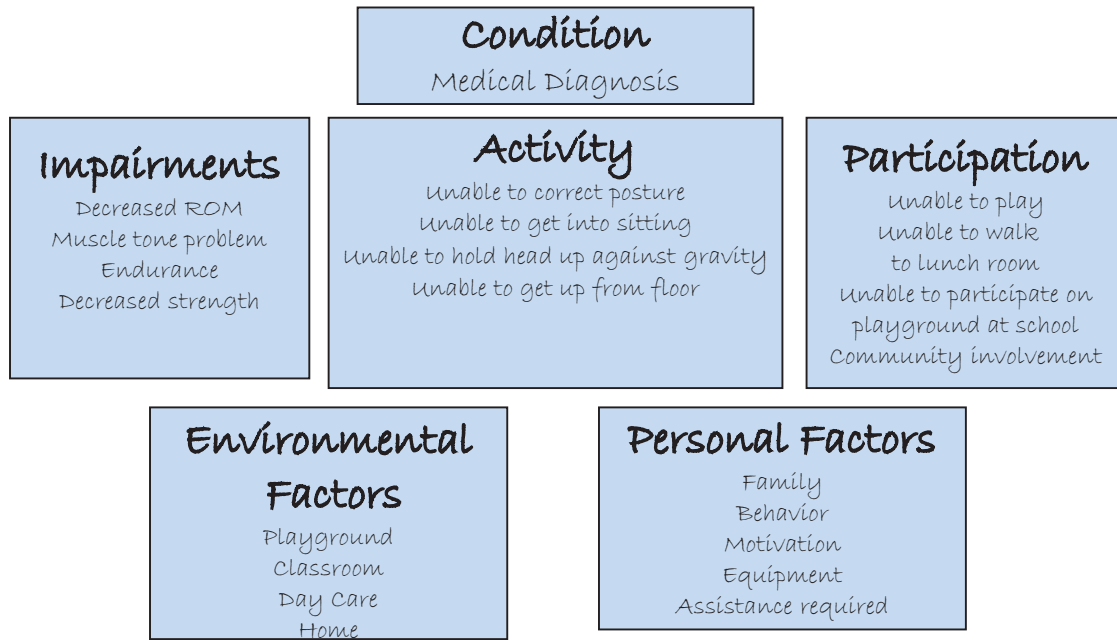 Condition
Medical Diagnosis
Impairments
Decreased ROM
Muscle tone problem
Endurance
Decreased strength
Activity
Unable to correct posture
Unable to get into sitting
Unable to hold head up against gravity
Unable to get up from floor
Participation
Unable to play
Unable to walk
to lunch room
Unable to participate on
playground at school
Community involvement
Environmental
Factors
Playground
Classroom
Day Care
Home
Personal Factors
Family
Behavior
Motivation
Equipment
Assistance required